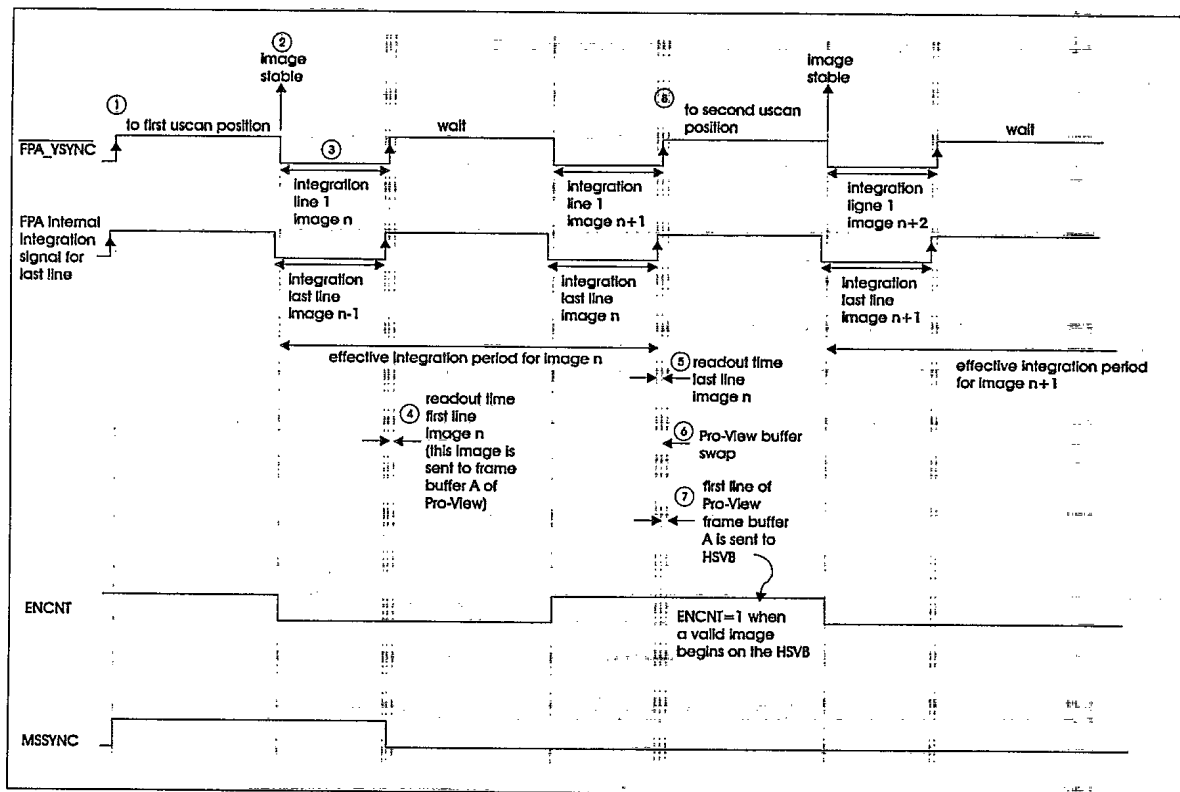 ②
image
stable
image
stable
①
to first uscan position
wait
⑧
to second uscan
position
wait
FPA_YSYNC
③
integration
line 1
image n
integration
line 1
image n+1
integration
ligne 1
image n+2
FPA Internal
Integration
signal for
last line
integration
last line
image n-1
integration
last line
image n
integration
last line
image n+1
effective integration period for image n
effective integration period
for image n+1
⑤ readout time
last line
image n
④ readout time
first line
image n
(this image is
sent to frame
buffer A of
Pro-View)
⑥ Pro-View buffer
swap
⑦ first line of
Pro-View
frame buffer
A is sent to
HSVB
ENCNT
ENCNT=1 when
a valid image
begins on the HSVB
MSSYNC